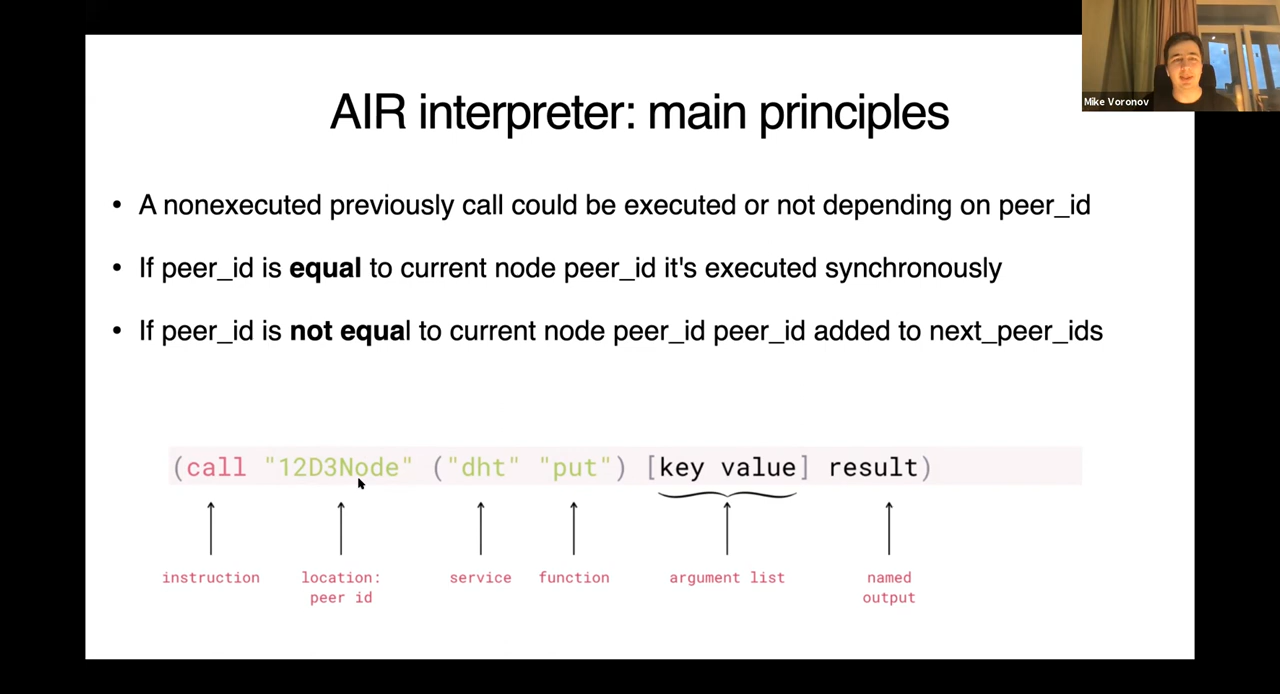 Mike Voronov
AIR interpreter: main principles
• A nonexecuted previously call could be executed or not depending on peer_id
• If peer_id is equal to current node peer_id it's executed synchronously
• If peer_id is not equal to current node peer_id peer_id added to next_peer_ids
(call "12D3Node" ("dht" "put") [key value] result)
instruction
location:
peer id
service
function
argument list
named
output